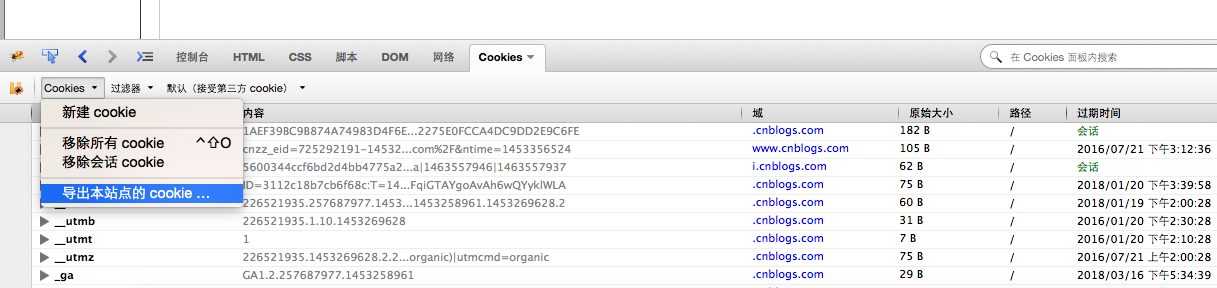 控制台 HTML CSS 脚本 DOM 网络 Cookies 在 Cookies 面板内搜索
Cookies 过滤器 默认（接受第三方 cookie）
内容 域 原始大小 路径 过期时间
新建 cookie
移除所有 cookie ^⇧O
移除会话 cookie
导出本站点的 cookie ...
1AEF39BC9B874A74983D4F6E...2275E0FCCA4DC9DD2E9C6FE .cnblogs.com 182 B / 会话
cnzz_eid=725292191-14532...com%2F&ntime=1453356524 www.cnblogs.com 105 B / 2016/07/21 下午3:12:36
5600344ccf6bd2d4bb4775a2...a|1463557946|1463557937 i.cnblogs.com 62 B / 会话
ID=3112c18b7cb6f68c:T=14...FqiGTAYgoAvAh6wQYyklWLA .cnblogs.com 75 B / 2018/01/20 下午3:39:58
226521935.257687977.1453...1453258961.1453269628.2 .cnblogs.com 60 B / 2018/01/19 下午2:00:28
__utmb 226521935.1.10.1453269628 .cnblogs.com 31 B / 2016/01/20 下午2:30:28
__utmt 1 .cnblogs.com 7 B / 2016/01/20 下午2:10:28
__utmz 226521935.1453269628.2.2...organic)|utmcmd=organic .cnblogs.com 75 B / 2016/07/21 上午2:00:28
_ga GA1.2.257687977.1453258961 .cnblogs.com 29 B / 2018/03/16 下午5:34:39